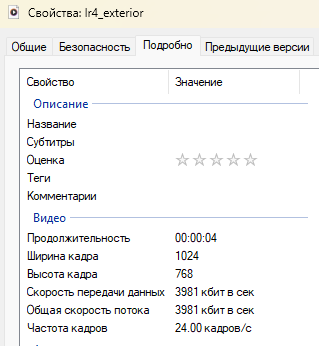 Свойства: lr4_exterior
Общие Безопасность Подробно Предыдущие версии
Свойство Значение
Описание
Название
Субтитры
Оценка
Теги
Комментарии
Видео
Продолжительность 00:00:04
Ширина кадра 1024
Высота кадра 768
Скорость передачи данных 3981 кбит в сек
Общая скорость потока 3981 кбит в сек
Частота кадров 24.00 кадров/с